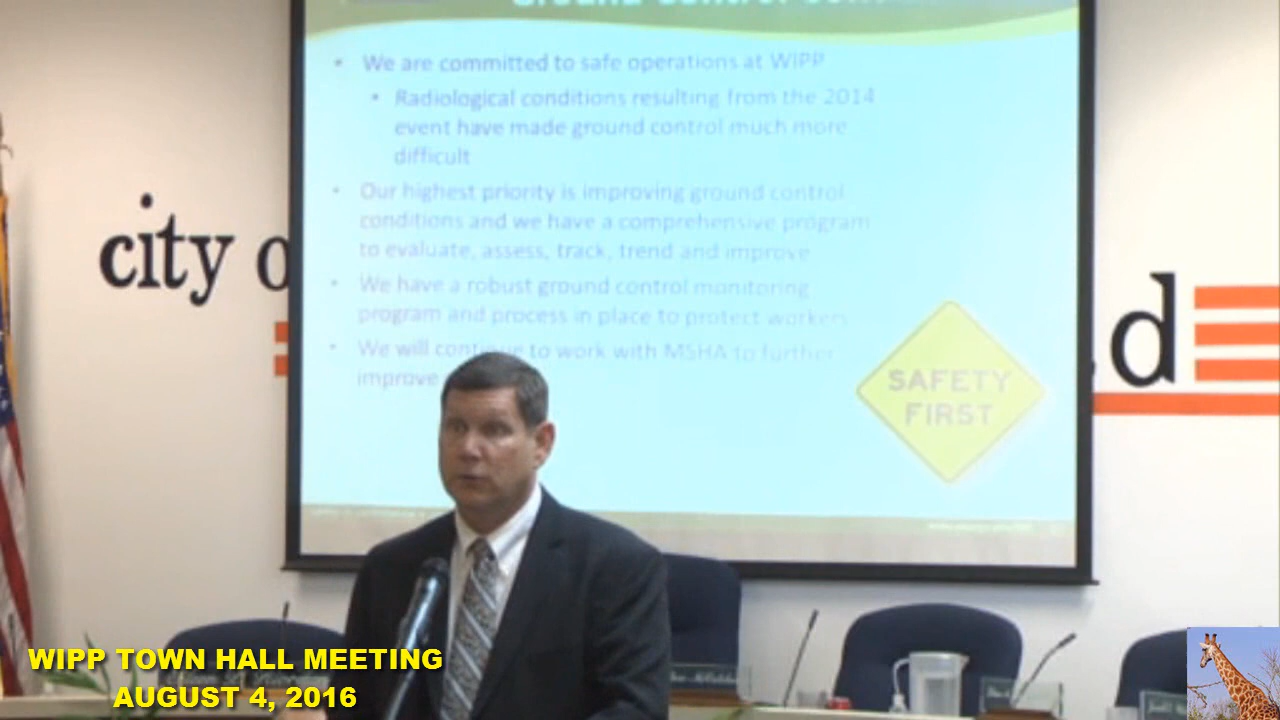 We are committed to safe operations at WIPP
Radiological conditions resulting from the 2014
event have made ground control much more
difficult
Our highest priority is improving ground control
conditions and we have a comprehensive program
to evaluate, assess, track, trend and improve
We have a robust ground control monitoring
program and process in place to protect workers
We will continue to work with MSHA to further
improve
city o
d
SAFETY
FIRST
WIPP TOWN HALL MEETING
AUGUST 4, 2016